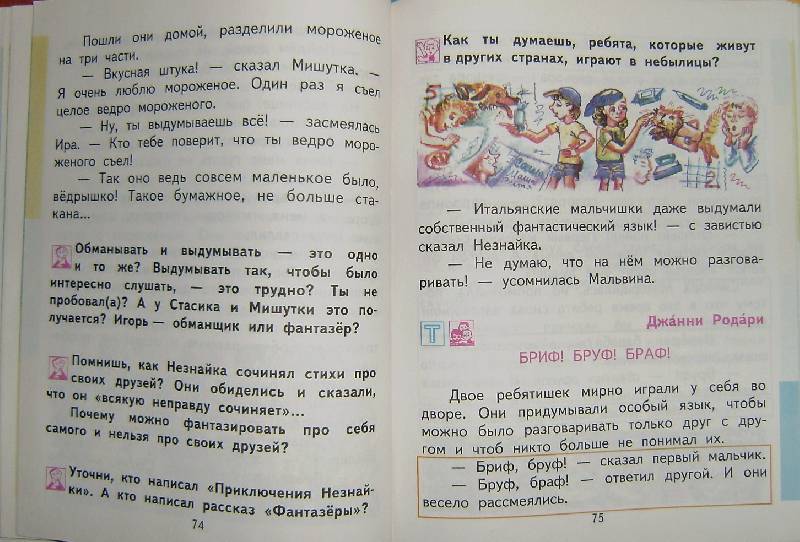 Пошли они домой, разделили мороженое
на три части.
— Вкусная штука! — сказал Мишутка. —
Я очень люблю мороженое. Один раз я съел
целое ведро мороженого.
— Ну, ты выдумываешь всё! — засмеялась
Ира. — Кто тебе поверит, что ты ведро моро-
женого съел!
— Так оно ведь совсем маленькое было,
вёдрышко! Такое бумажное, не больше ста-
кана...
Обманывать и выдумывать — это одно
и то же? Выдумывать так, чтобы было
интересно слушать, — это трудно? Ты не
пробовал(а)? А у Стасика и Мишутки это по-
лучается? Игорь — обманщик или фантазёр?
Помнишь, как Незнайка сочинял стихи про
своих друзей? Они обиделись и сказали,
что он «всякую неправду сочиняет»...
Почему можно фантазировать про себя
самого и нельзя про своих друзей?
Уточни, кто написал «Приключения Незнай-
ки». А кто написал рассказ «Фантазёры»?
74
Как ты думаешь, ребята, которые живут
в других странах, играют в небылицы?
— Итальянские мальчишки даже выдумали
собственный фантастический язык! — с завистью
сказал Незнайка.
— Не думаю, что на нём можно разгова-
ривать! — усомнилась Мальвина.
Т
Джа́нни Рода́ри
БРИФ! БРУФ! БРАФ!
Двое ребятишек мирно играли у себя во
дворе. Они придумывали особый язык, чтобы
можно было разговаривать только друг с дру-
гом и чтоб никто больше не понимал их.
— Бриф, бруф! — сказал первый мальчик.
— Бруф, браф! — ответил другой. И они
весело рассмеялись.
75